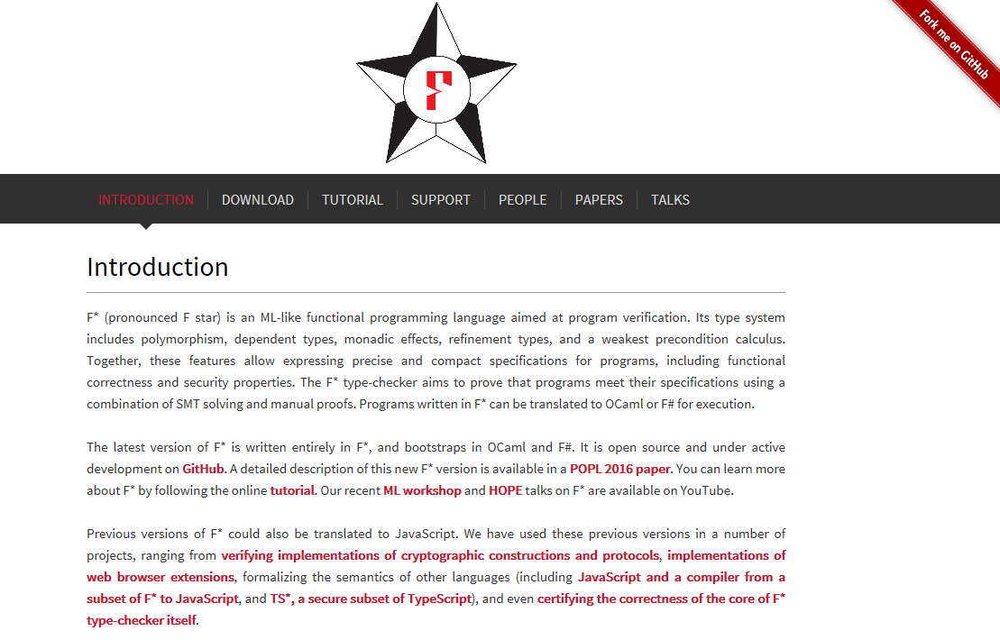 F
Fork me on GitHub
INTRODUCTION DOWNLOAD TUTORIAL SUPPORT PEOPLE PAPERS TALKS
Introduction
F* (pronounced F star) is an ML-like functional programming language aimed at program verification. Its type system
includes polymorphism, dependent types, monadic effects, refinement types, and a weakest precondition calculus.
Together, these features allow expressing precise and compact specifications for programs, including functional
correctness and security properties. The F* type-checker aims to prove that programs meet their specifications using a
combination of SMT solving and manual proofs. Programs written in F* can be translated to OCaml or F# for execution.
The latest version of F* is written entirely in F*, and bootstraps in OCaml and F#. It is open source and under active
development on GitHub. A detailed description of this new F* version is available in a POPL 2016 paper. You can learn more
about F* by following the online tutorial. Our recent ML workshop and HOPE talks on F* are available on YouTube.
Previous versions of F* could also be translated to JavaScript. We have used these previous versions in a number of
projects, ranging from verifying implementations of cryptographic constructions and protocols, implementations of
web browser extensions, formalizing the semantics of other languages (including JavaScript and a compiler from a
subset of F* to JavaScript, and TS*, a secure subset of TypeScript), and even certifying the correctness of the core of F*
type-checker itself.